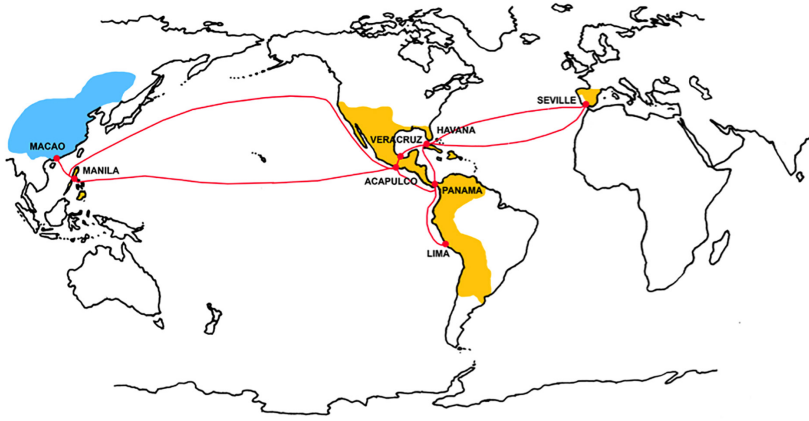 SEVILLE
HAVANA
VERACRUZ
MACAO
MANILA
ACAPULCO
PANAMA
LIMA